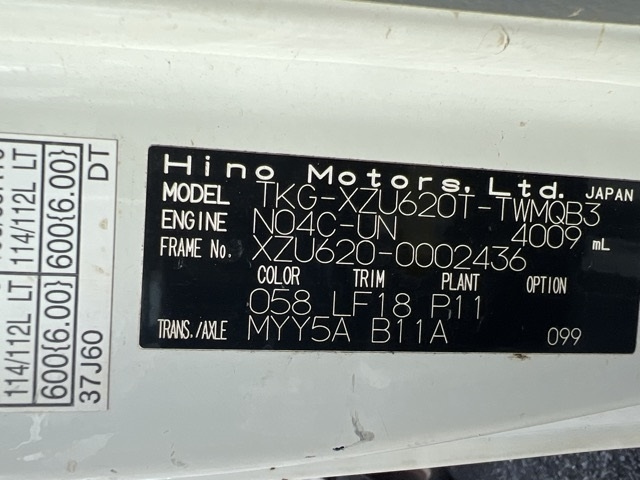 Hino Motors, Ltd. JAPAN
MODEL TKG-XZU620T-TWMQB3
ENGINE N04C-UN 4009 mL
FRAME No. XZU620-0002436
COLOR TRIM PLANT OPTION
058 LF18 P11
TRANS./AXLE MYY5A B11A 099
114/112L LT 114/112L LT
600{6.00} 600{6.00}
37J60 DT